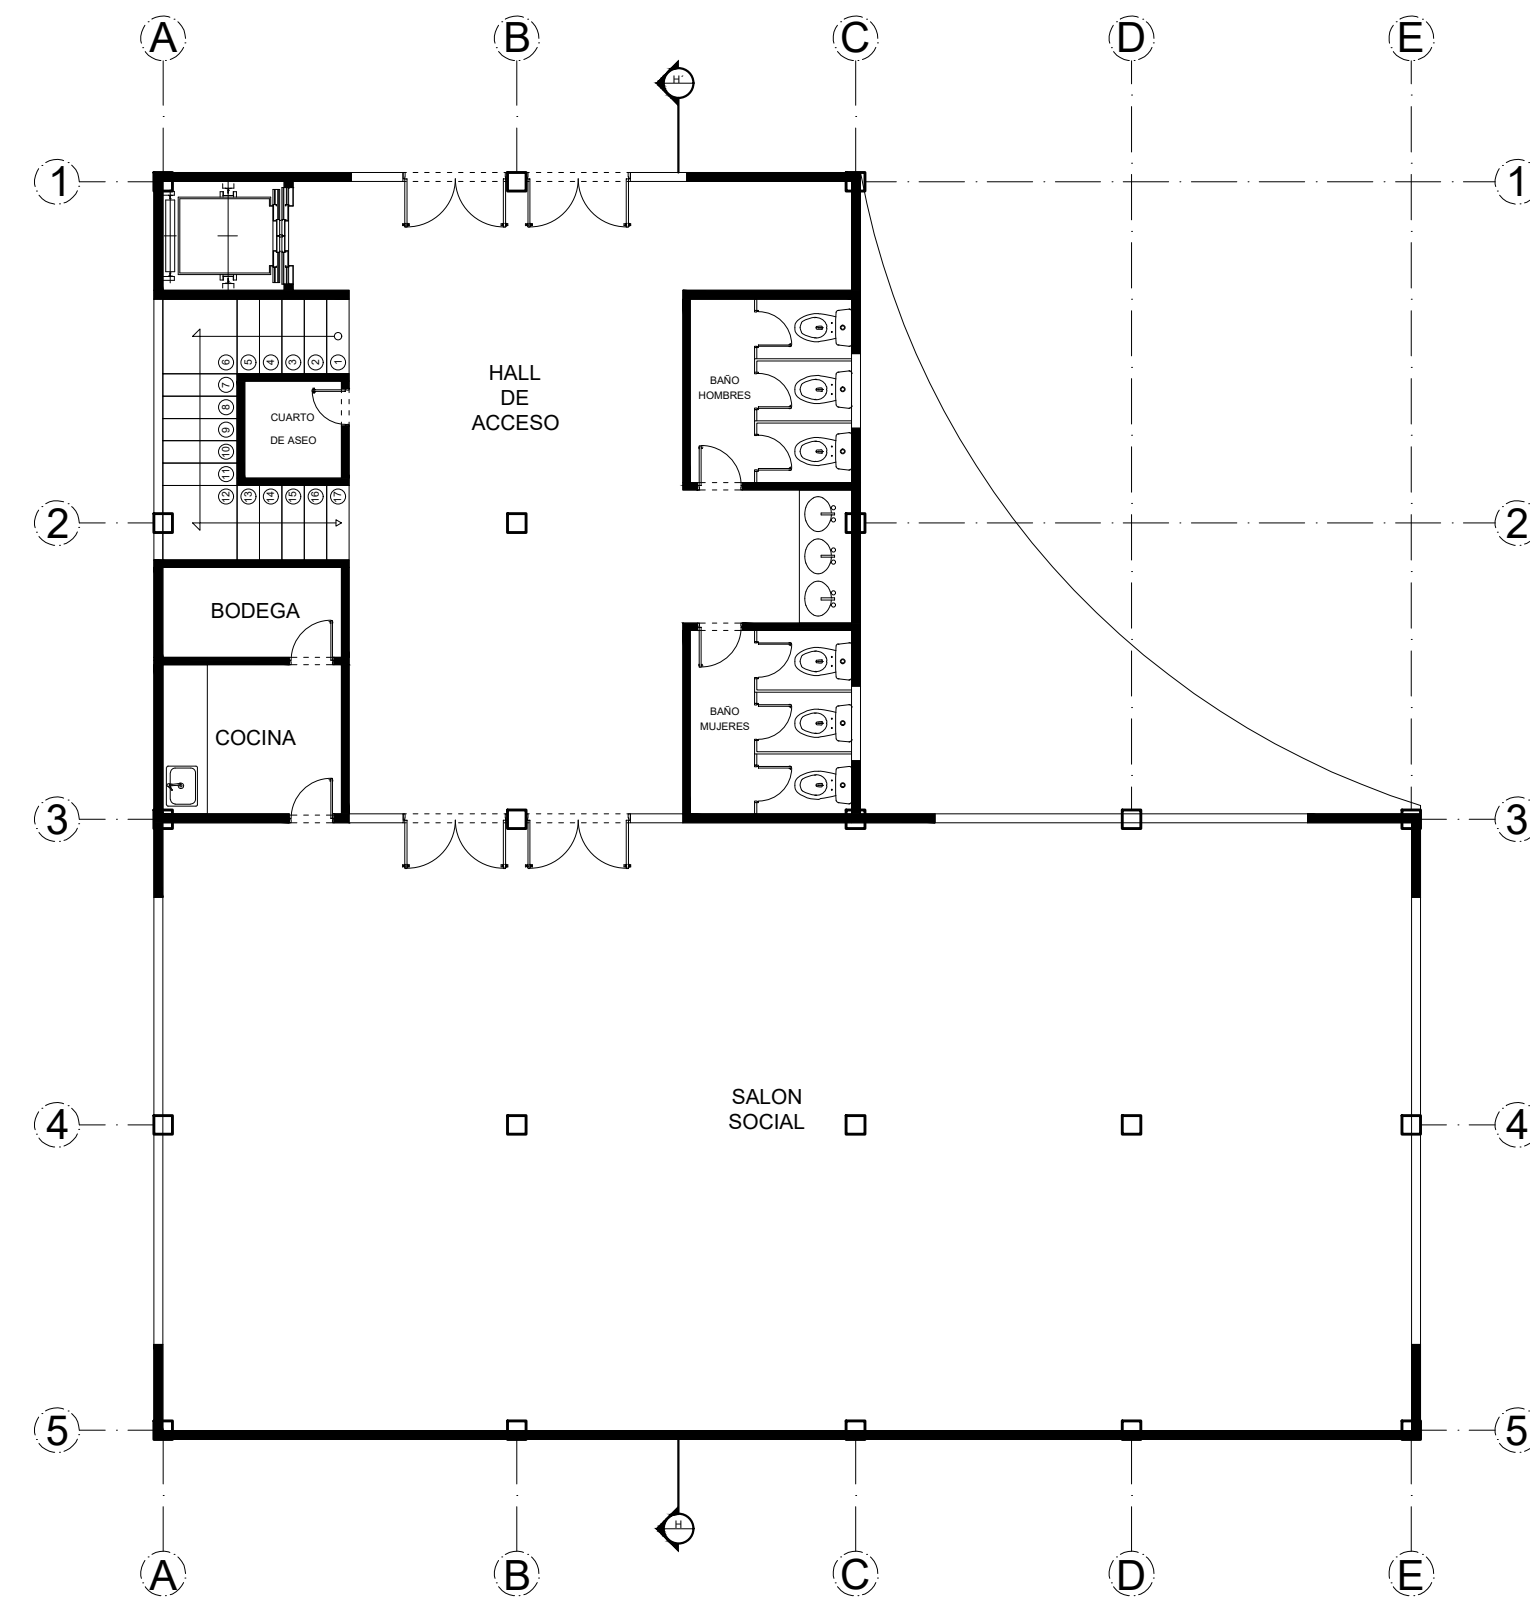 A B C D E
H´
1 1
6 5 4 3 2 1
7
8
9
10
11
12 13 14 15 16 17
HALL
DE
ACCESO
BAÑO
HOMBRES
CUARTO
DE ASEO
2 2
BODEGA
BAÑO
MUJERES
COCINA
3 3
SALON
SOCIAL
4 4
5 5
H
A B C D E